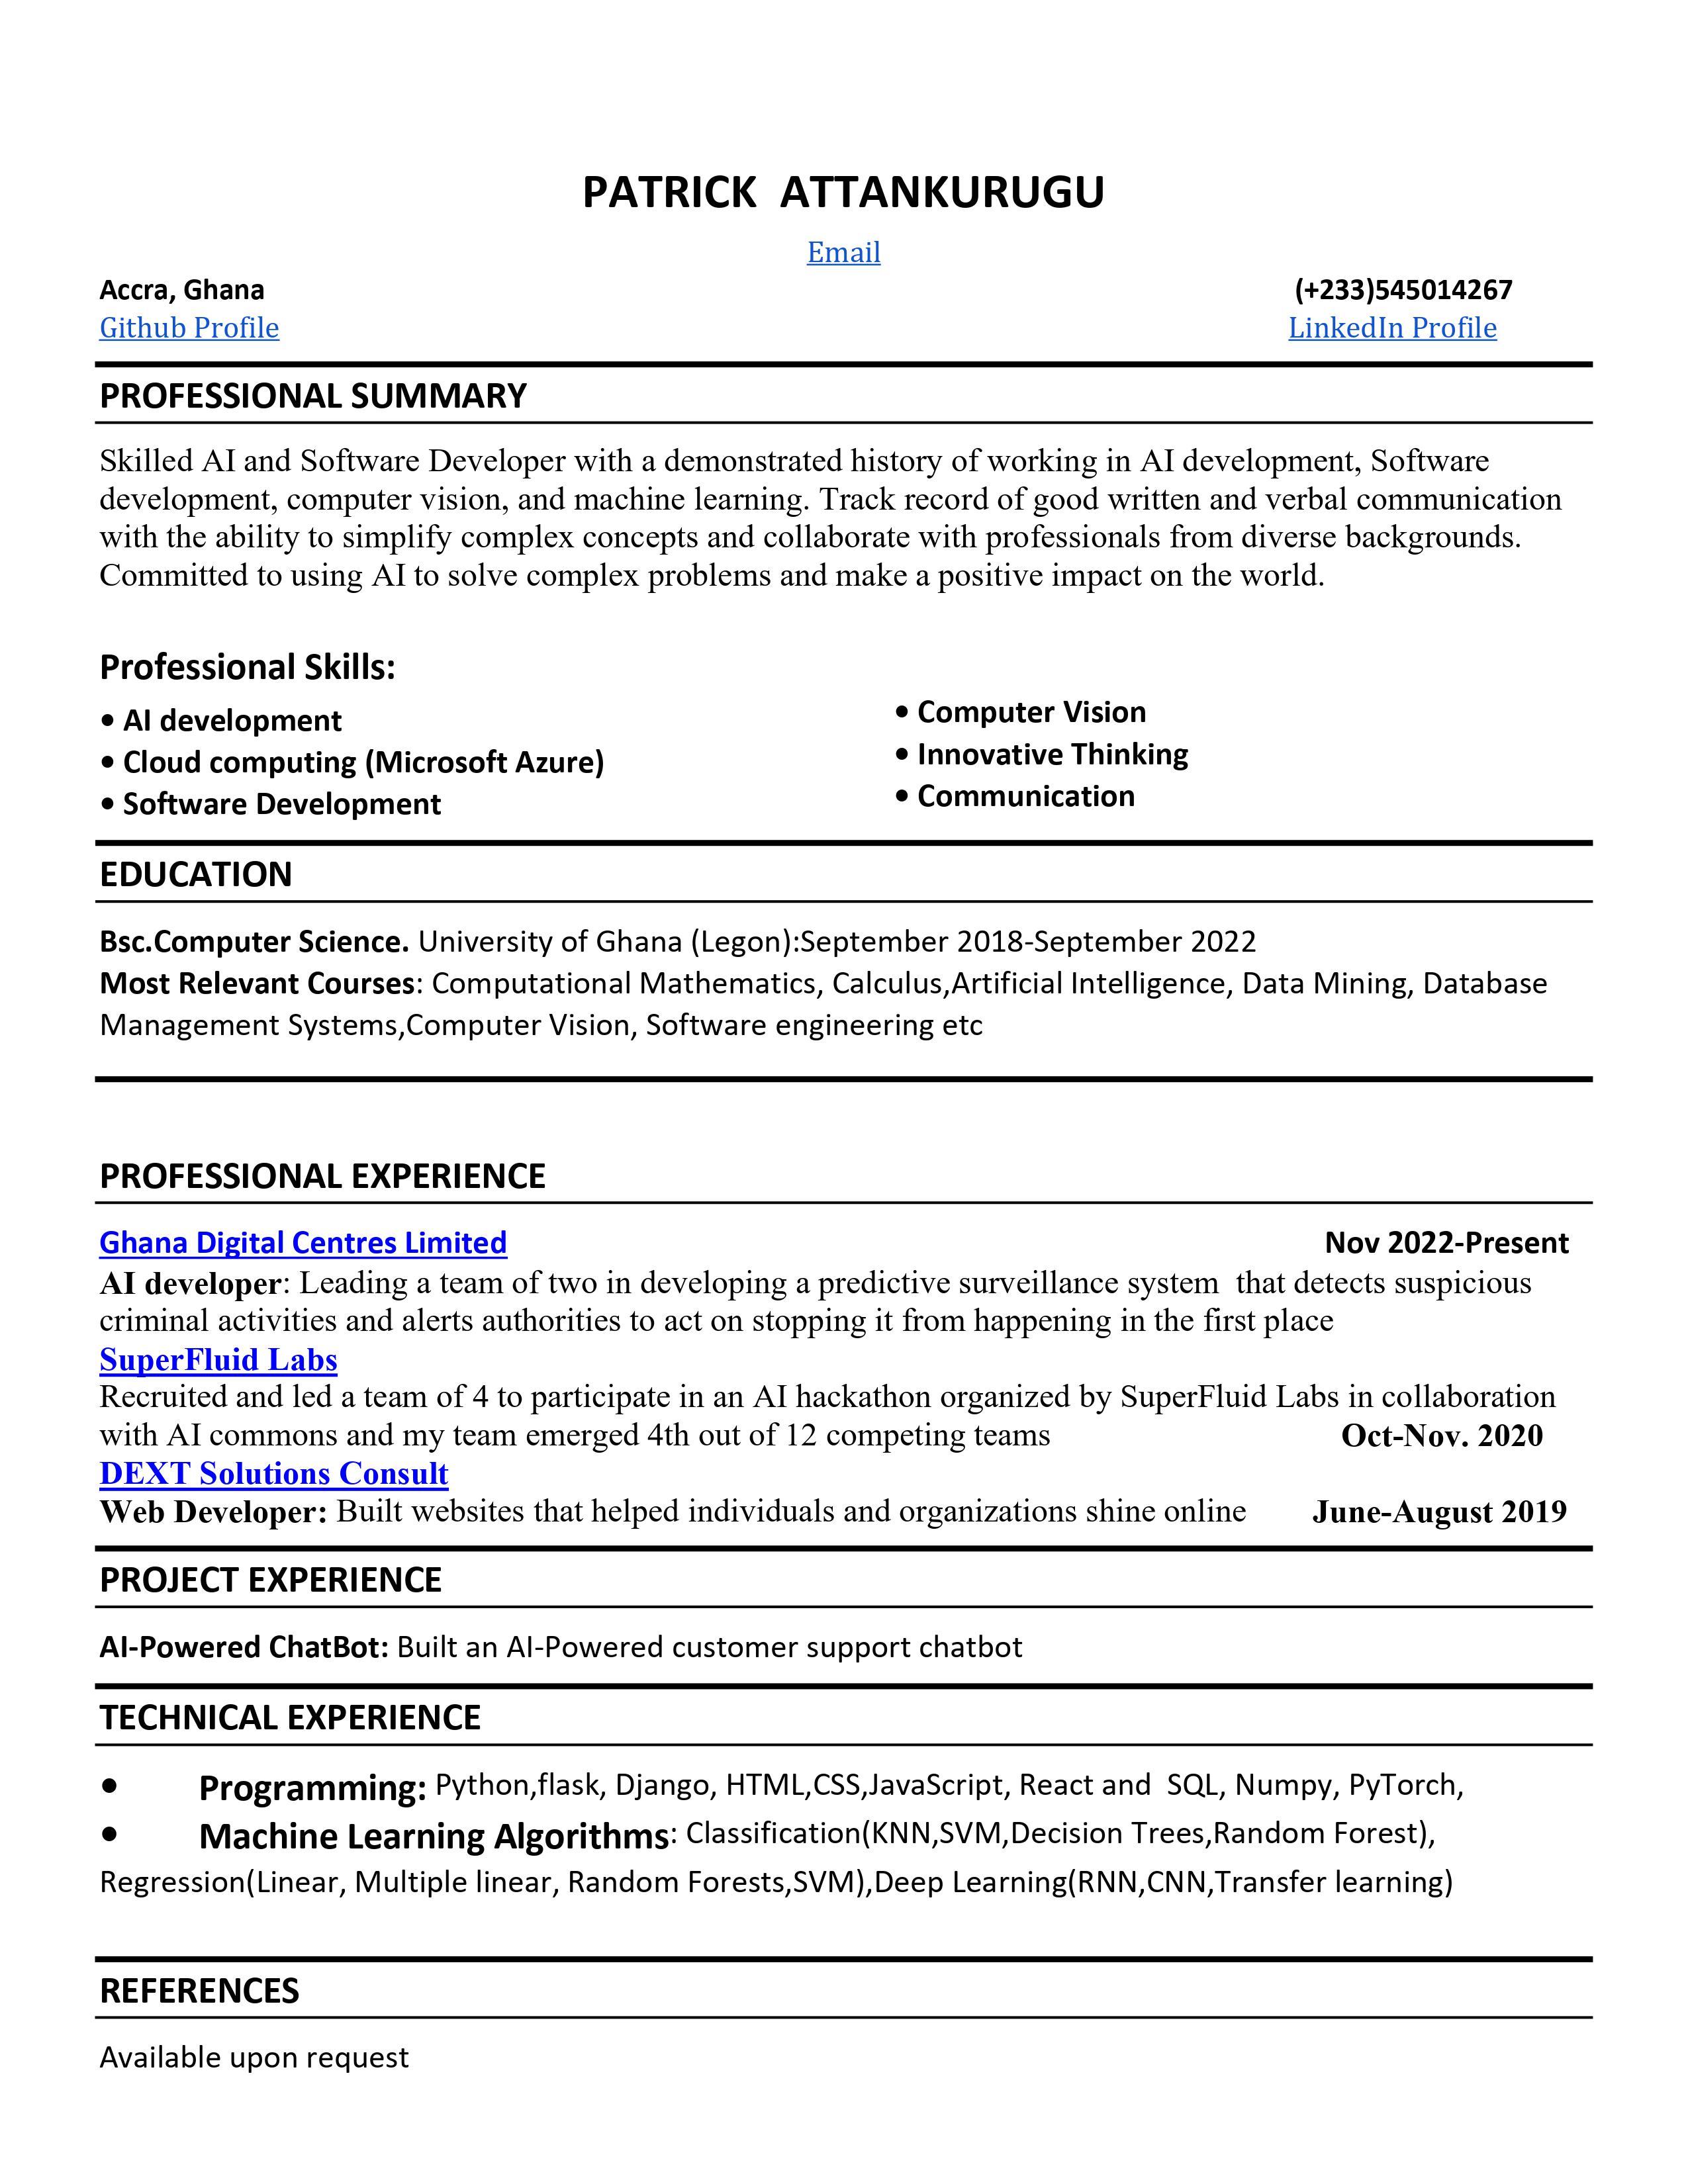 PATRICK  ATTANKURUGU
Email
Accra, Ghana (+233)545014267
Github Profile LinkedIn Profile
PROFESSIONAL SUMMARY
Skilled AI and Software Developer with a demonstrated history of working in AI development, Software
development, computer vision, and machine learning. Track record of good written and verbal communication
with the ability to simplify complex concepts and collaborate with professionals from diverse backgrounds.
Committed to using AI to solve complex problems and make a positive impact on the world.
Professional Skills:
• AI development
• Cloud computing (Microsoft Azure)
• Software Development
• Computer Vision
• Innovative Thinking
• Communication
EDUCATION
Bsc.Computer Science. University of Ghana (Legon):September 2018-September 2022
Most Relevant Courses: Computational Mathematics, Calculus,Artificial Intelligence, Data Mining, Database
Management Systems,Computer Vision, Software engineering etc
PROFESSIONAL EXPERIENCE
Ghana Digital Centres Limited Nov 2022-Present
AI developer: Leading a team of two in developing a predictive surveillance system  that detects suspicious
criminal activities and alerts authorities to act on stopping it from happening in the first place
SuperFluid Labs
Recruited and led a team of 4 to participate in an AI hackathon organized by SuperFluid Labs in collaboration
with AI commons and my team emerged 4th out of 12 competing teams Oct-Nov. 2020
DEXT Solutions Consult
Web Developer: Built websites that helped individuals and organizations shine online June-August 2019
PROJECT EXPERIENCE
AI-Powered ChatBot: Built an AI-Powered customer support chatbot
TECHNICAL EXPERIENCE
• Programming: Python,flask, Django, HTML,CSS,JavaScript, React and  SQL, Numpy, PyTorch,
• Machine Learning Algorithms: Classification(KNN,SVM,Decision Trees,Random Forest),
Regression(Linear, Multiple linear, Random Forests,SVM),Deep Learning(RNN,CNN,Transfer learning)
REFERENCES
Available upon request